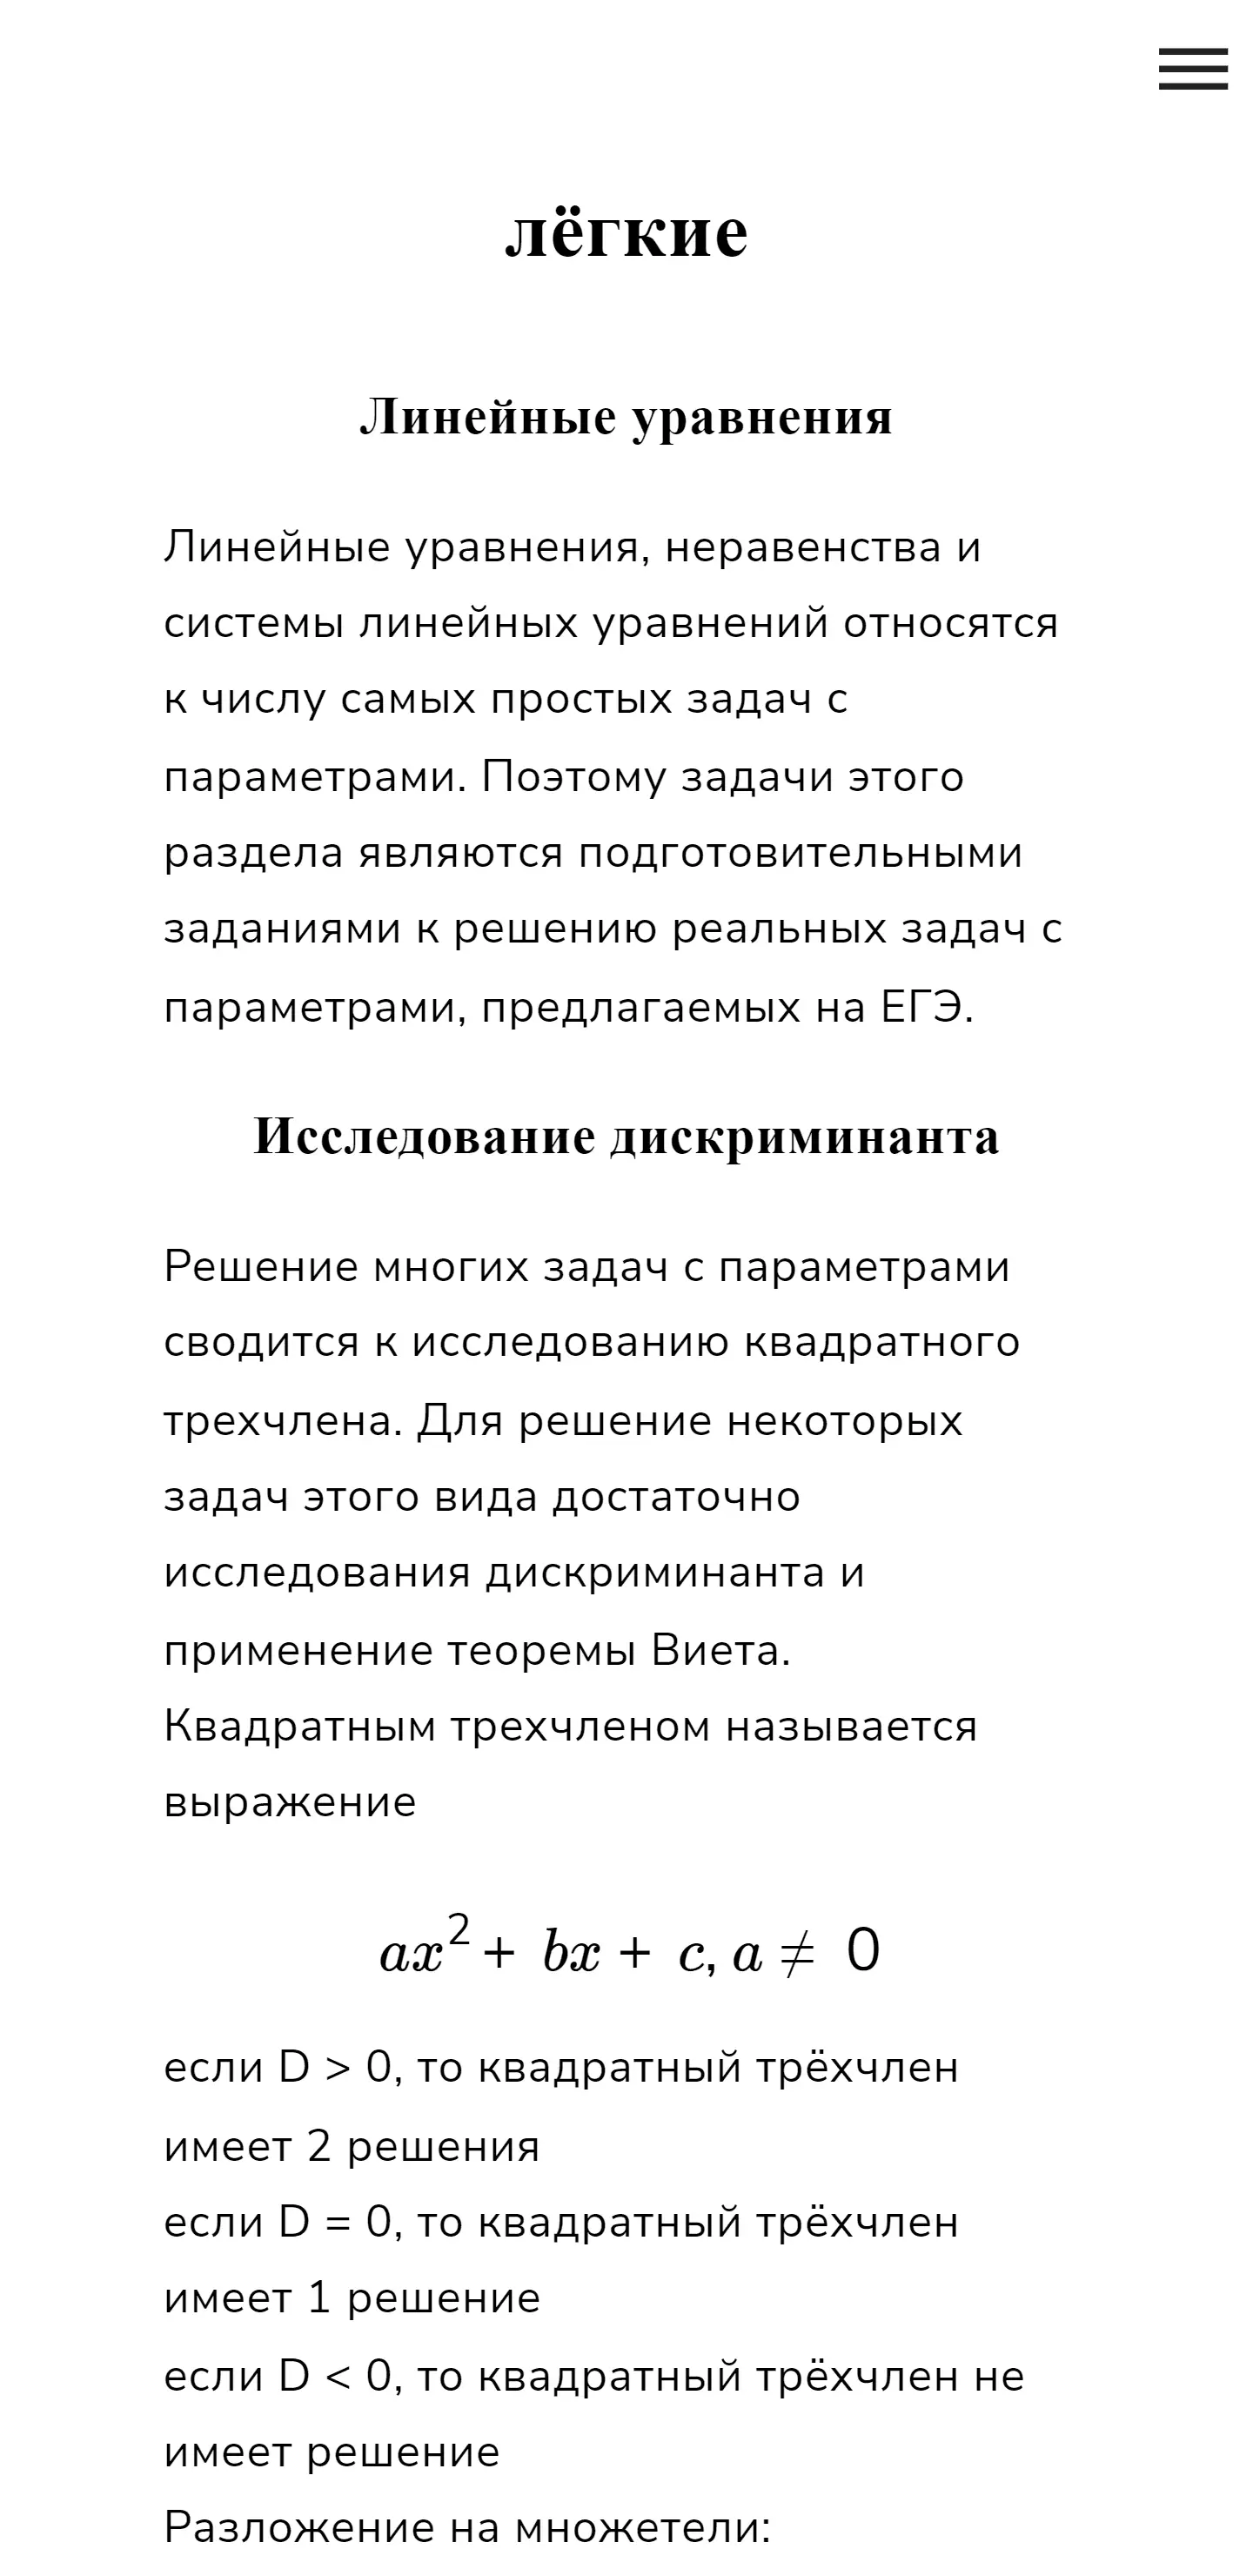 лёгкие
Линейные уравнения
Линейные уравнения, неравенства и
системы линейных уравнений относятся
к числу самых простых задач с
параметрами. Поэтому задачи этого
раздела являются подготовительными
заданиями к решению реальных задач с
параметрами, предлагаемых на ЕГЭ.
Исследование дискриминанта
Решение многих задач с параметрами
сводится к исследованию квадратного
трехчлена. Для решение некоторых
задач этого вида достаточно
исследования дискриминанта и
применение теоремы Виета.
Квадратным трехчленом называется
выражение
ax² + bx + c, a ≠ 0
если D > 0, то квадратный трёхчлен
имеет 2 решения
если D = 0, то квадратный трёхчлен
имеет 1 решение
если D < 0, то квадратный трёхчлен не
имеет решение
Разложение на множетели: